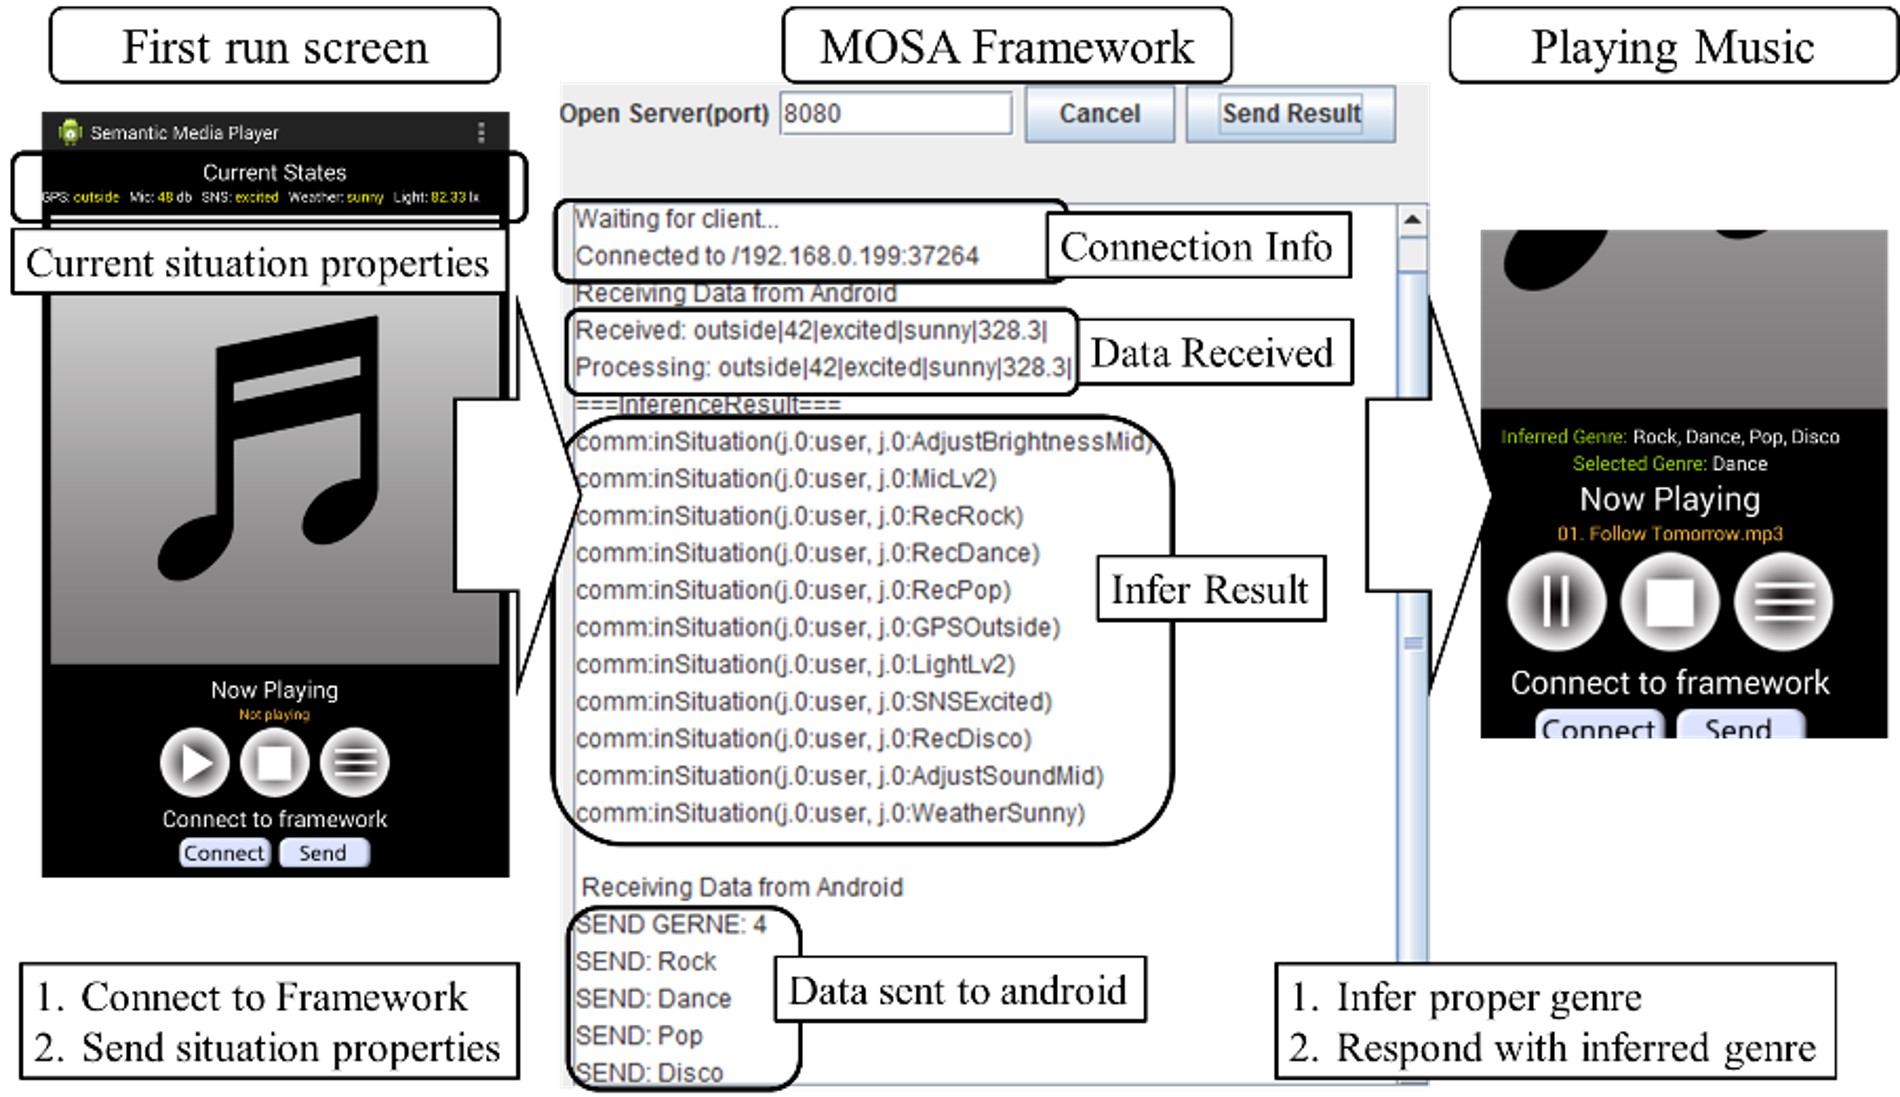 First run screen
MOSA Framework
Playing Music
Semantic Media Player
Current States
GPS: outside Mic: 48 db SNS: excited Weather: sunny Light: 82.33 lx
Current situation properties
Now Playing
Not playing
Connect to framework
Connect Send
1. Connect to Framework
2. Send situation properties
Open Server(port) 8080 Cancel Send Result
Waiting for client...
Connected to /192.168.0.199:37264
Connection Info
Receiving Data from Android
Received: outside|42|excited|sunny|328.3|
Processing: outside|42|excited|sunny|328.3|
Data Received
===InferenceResult===
comm:inSituation(j.0:user, j.0:AdjustBrightnessMid)
comm:inSituation(j.0:user, j.0:MicLv2)
comm:inSituation(j.0:user, j.0:RecRock)
comm:inSituation(j.0:user, j.0:RecDance)
comm:inSituation(j.0:user, j.0:RecPop)
comm:inSituation(j.0:user, j.0:GPSOutside)
comm:inSituation(j.0:user, j.0:LightLv2)
comm:inSituation(j.0:user, j.0:SNSExcited)
comm:inSituation(j.0:user, j.0:RecDisco)
comm:inSituation(j.0:user, j.0:AdjustSoundMid)
comm:inSituation(j.0:user, j.0:WeatherSunny)
Infer Result
Receiving Data from Android
SEND GERNE: 4
SEND: Rock
SEND: Dance
SEND: Pop
SEND: Disco
Data sent to android
Inferred Genre: Rock, Dance, Pop, Disco
Selected Genre: Dance
Now Playing
01. Follow Tomorrow.mp3
Connect to framework
Connect Send
1. Infer proper genre
2. Respond with inferred genre